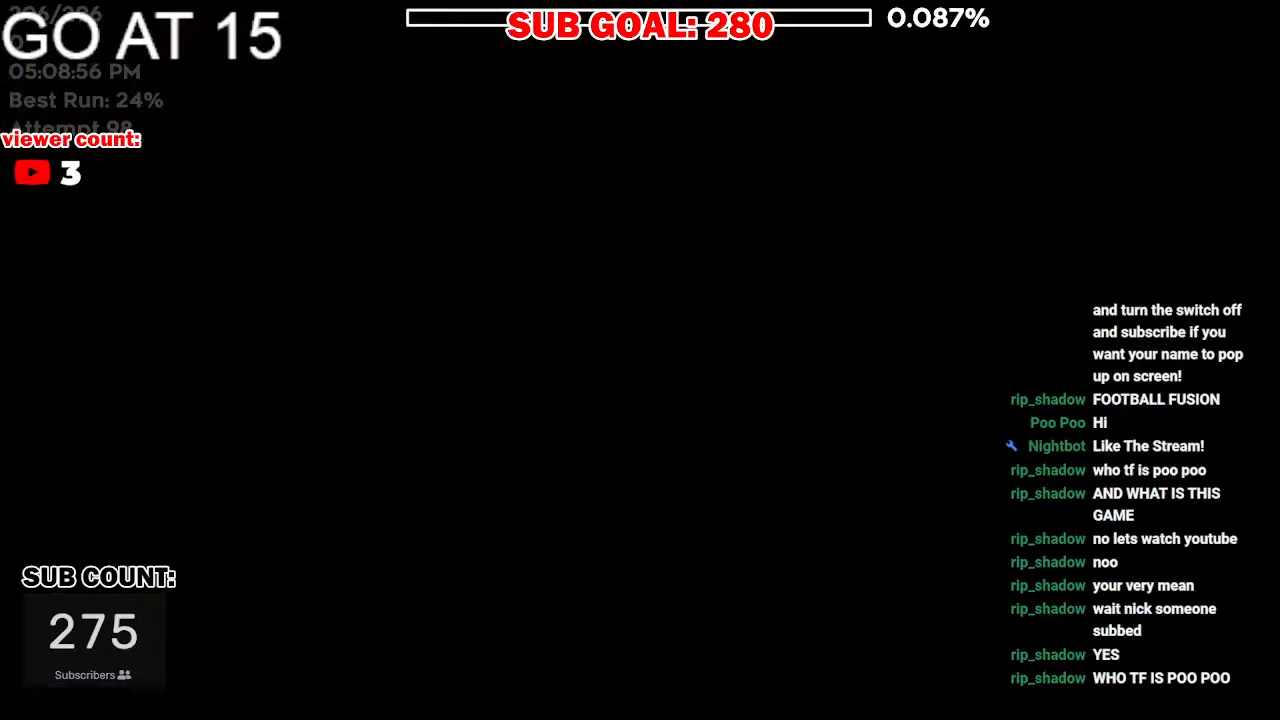 GO AT 15
05:08:56 PM
Best Run: 24%
Attempt 98
viewer count:
3
SUB GOAL: 280
0.087%
and turn the switch off
and subscribe if you
want your name to pop
up on screen!
rip_shadow FOOTBALL FUSION
Poo Poo Hi
Nightbot Like The Stream!
rip_shadow who tf is poo poo
rip_shadow AND WHAT IS THIS
GAME
rip_shadow no lets watch youtube
rip_shadow noo
rip_shadow your very mean
rip_shadow wait nick someone
subbed
rip_shadow YES
rip_shadow WHO TF IS POO POO
SUB COUNT:
275
Subscribers